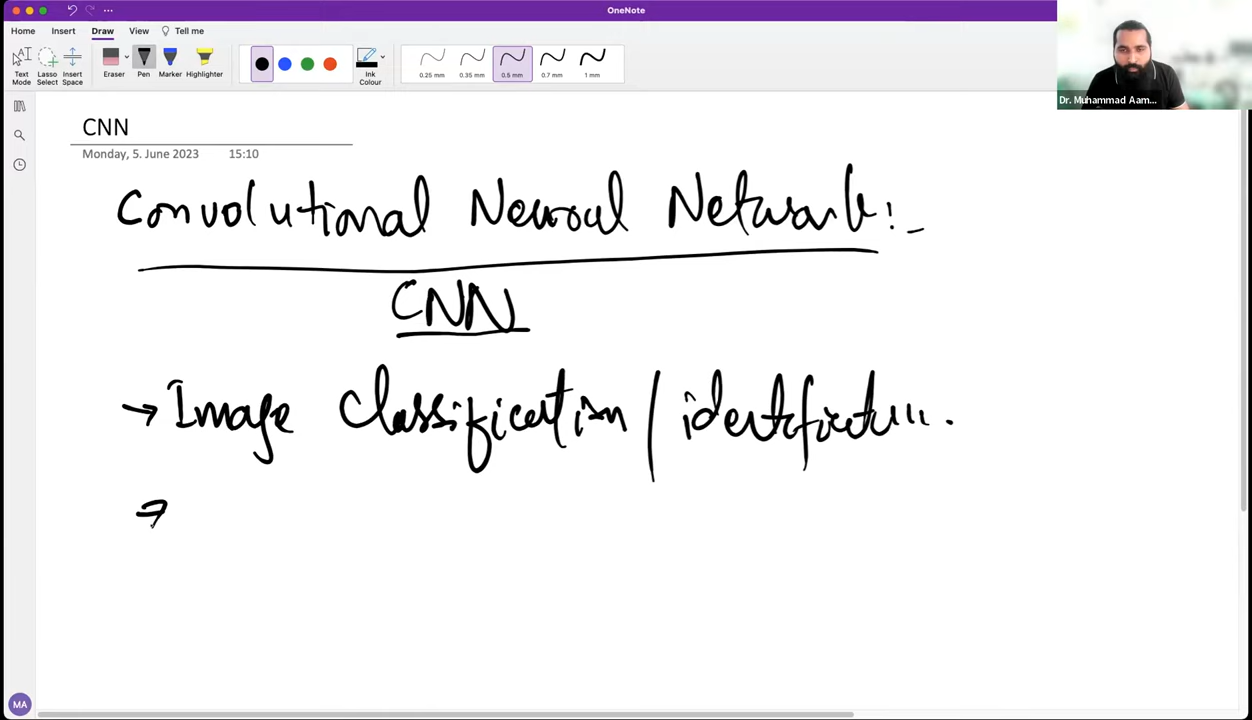 OneNote
Home Insert Draw View Tell me
Text Mode Lasso Select Insert Space Eraser Pen Marker Highlighter Ink Colour 0.25 mm 0.35 mm 0.5 mm 0.7 mm 1 mm
Dr. Muhammad Aam...
CNN
Monday, 5. June 2023 15:10
Convolutional Neural Network:-
CNN
→ Image Classification / identification.
⇒
MA